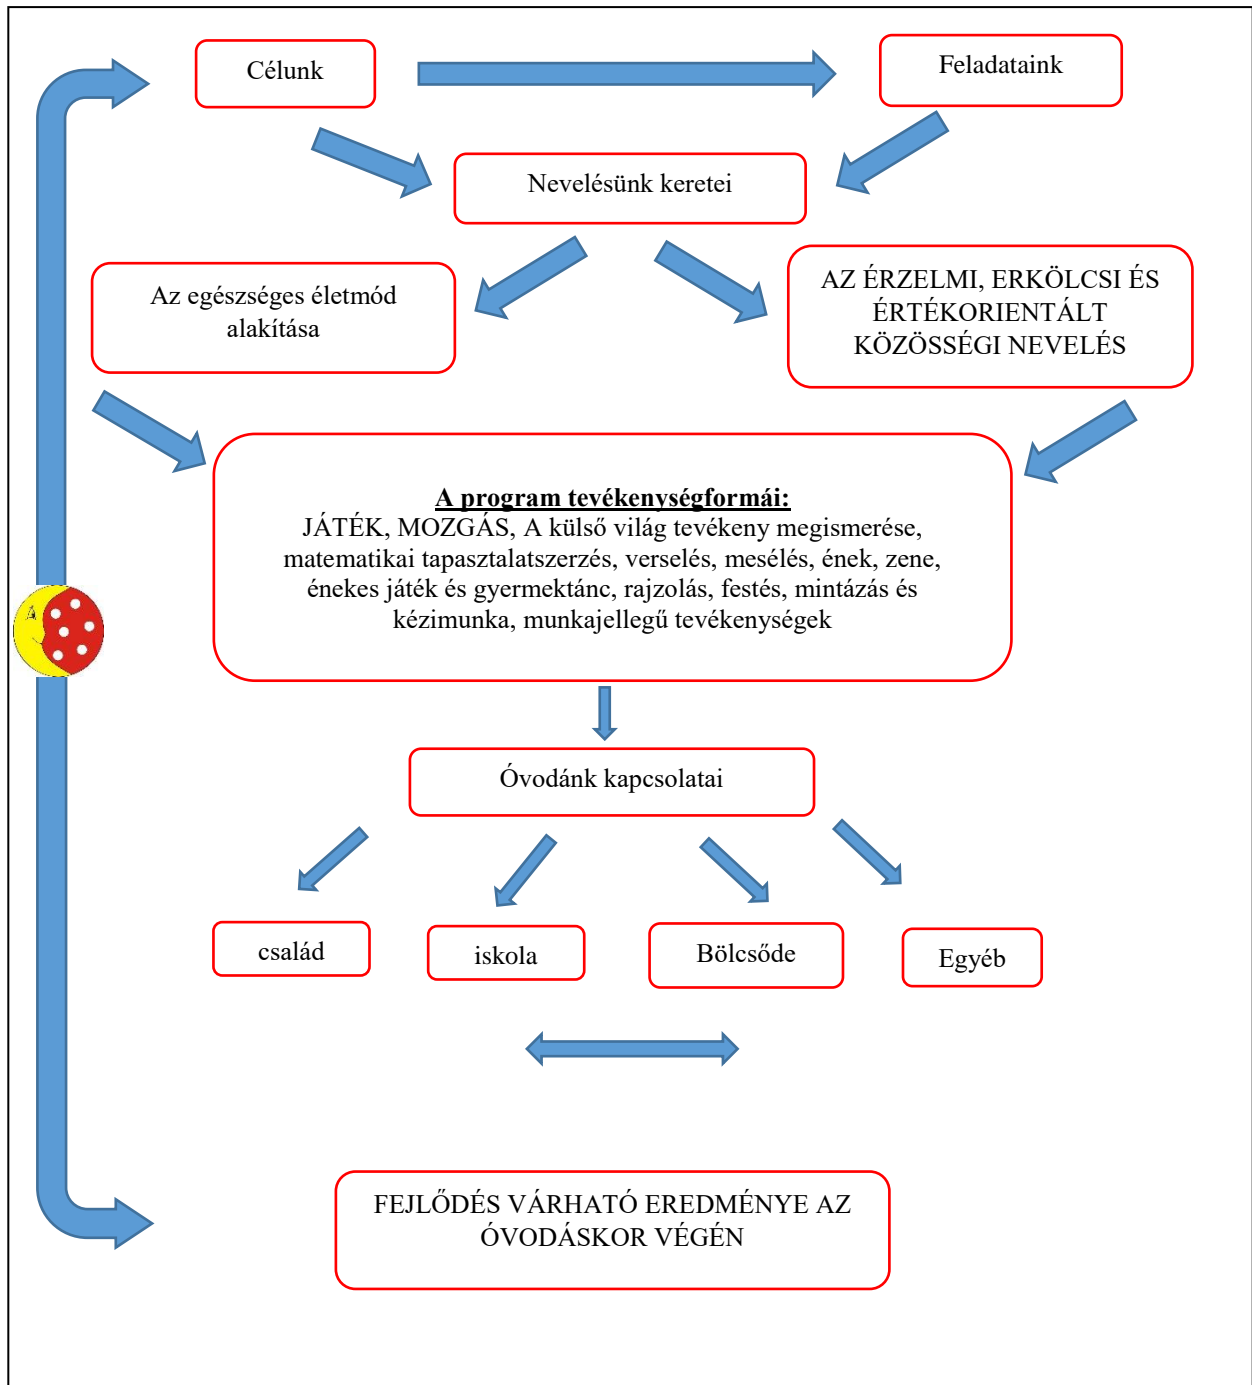 Célunk
Feladataink
Nevelésünk keretei
Az egészséges életmód
alakítása
AZ ÉRZELMI, ERKÖLCSI ÉS
ÉRTÉKORIENTÁLT
KÖZÖSSÉGI NEVELÉS
A program tevékenységformái:
JÁTÉK, MOZGÁS, A külső világ tevékeny megismerése,
matematikai tapasztalatszerzés, verselés, mesélés, ének, zene,
énekes játék és gyermektánc, rajzolás, festés, mintázás és
kézimunka, munkajellegű tevékenységek
Óvodánk kapcsolatai
család
iskola
Bölcsőde
Egyéb
FEJLŐDÉS VÁRHATÓ EREDMÉNYE AZ
ÓVODÁSKOR VÉGÉN